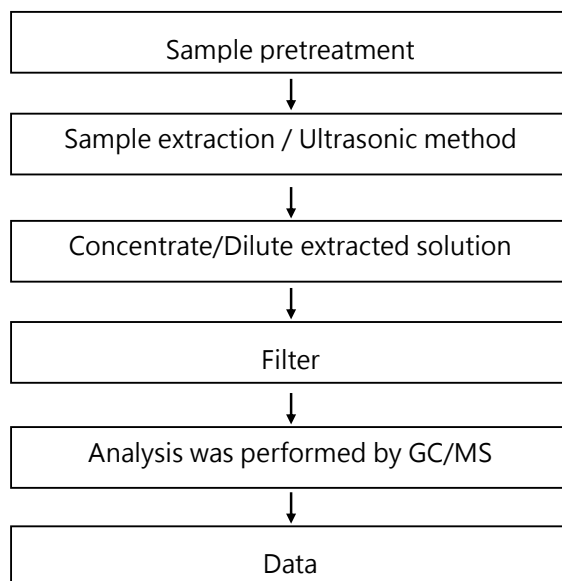 Sample pretreatment
Sample extraction / Ultrasonic method
Concentrate/Dilute extracted solution
Filter
Analysis was performed by GC/MS
Data